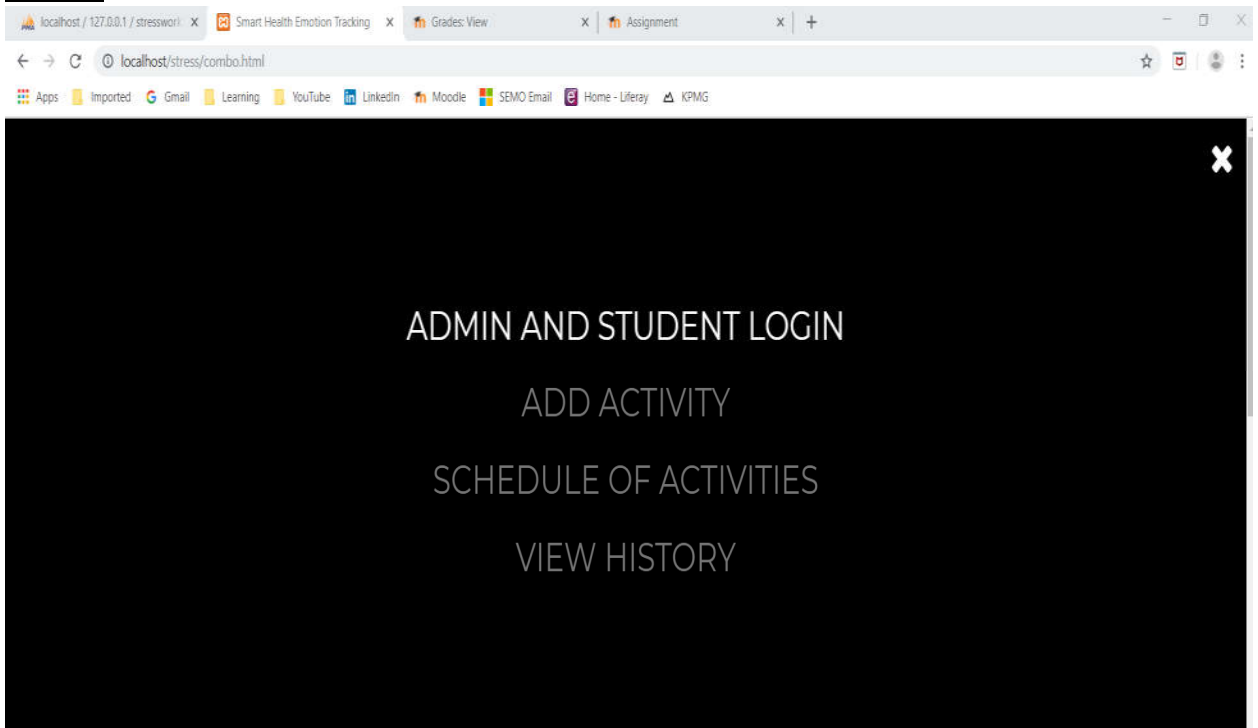 localhost / 127.0.0.1 / stresswor
Smart Health Emotion Tracking
Grades: View
Assignment
localhost/stress/combo.html
Apps Imported Gmail Learning YouTube LinkedIn Moodle SEMO Email Home - Liferay KPMG
ADMIN AND STUDENT LOGIN
ADD ACTIVITY
SCHEDULE OF ACTIVITIES
VIEW HISTORY